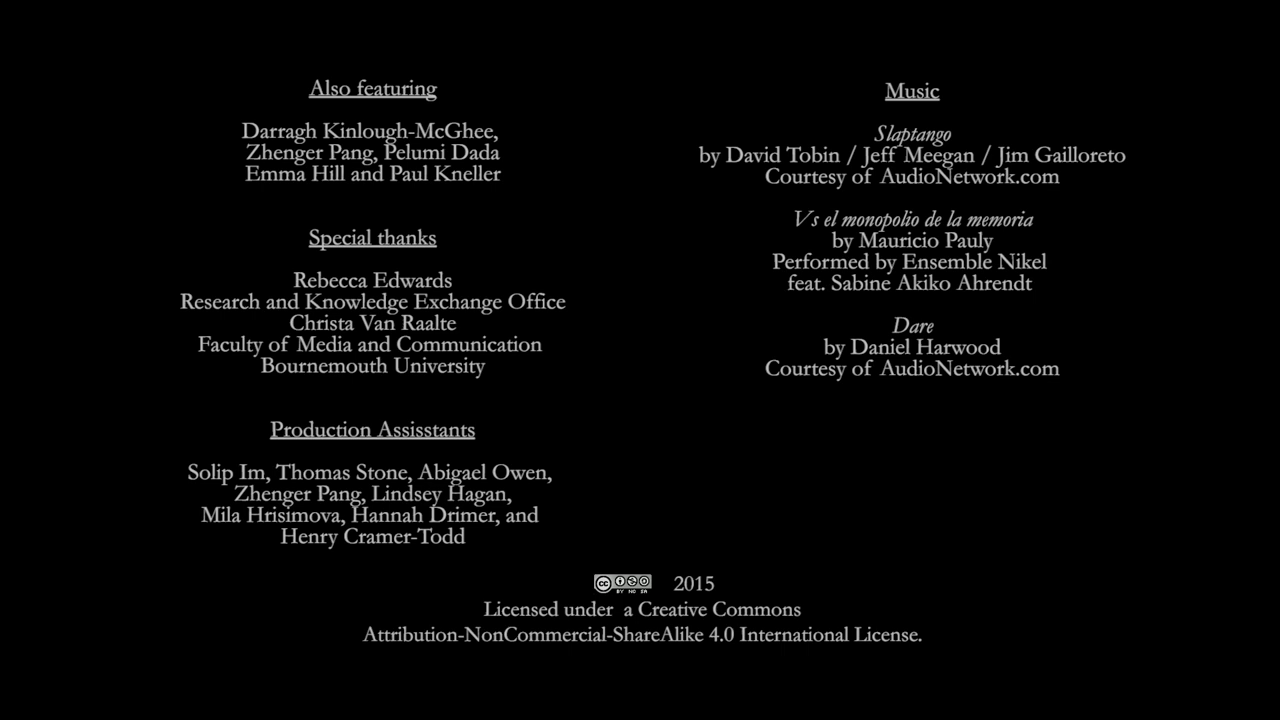 Also featuring
Darragh Kinlough-McGhee,
Zhenger Pang, Pelumi Dada
Emma Hill and Paul Kneller
Special thanks
Rebecca Edwards
Research and Knowledge Exchange Office
Christa Van Raalte
Faculty of Media and Communication
Bournemouth University
Production Assisstants
Solip Im, Thomas Stone, Abigael Owen,
Zhenger Pang, Lindsey Hagan,
Mila Hrisimova, Hannah Drimer, and
Henry Cramer-Todd
Music
Slaptango
by David Tobin / Jeff Meegan / Jim Gailloreto
Courtesy of AudioNetwork.com
Vs el monopolio de la memoria
by Mauricio Pauly
Performed by Ensemble Nikel
feat. Sabine Akiko Ahrendt
Dare
by Daniel Harwood
Courtesy of AudioNetwork.com
cc BY NC SA 2015
Licensed under a Creative Commons
Attribution-NonCommercial-ShareAlike 4.0 International License.